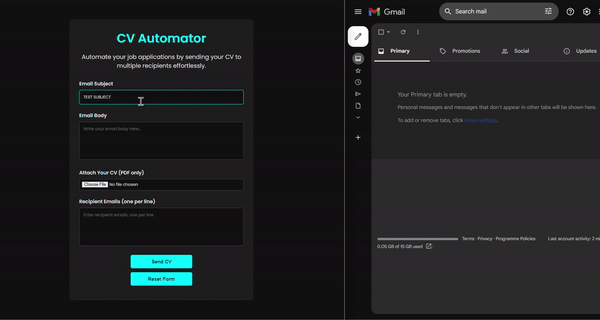 CV Automator
Automate your job applications by sending your CV to
multiple recipients effortlessly.
Email Subject
TEST SUBJECT
Email Body
Write your email body here...
Attach Your CV (PDF only)
Choose File No file chosen
Recipient Emails (one per line)
Enter recipient emails, one per line
Send CV
Reset Form
Gmail
Search mail
Primary
Promotions
Social
Updates
Your Primary tab is empty.
Personal messages and messages that don't appear in other tabs will be shown here.
To add or remove tabs, click inbox settings.
0.05 GB of 15 GB used
Terms · Privacy · Programme Policies
Last account activity: 2 mi